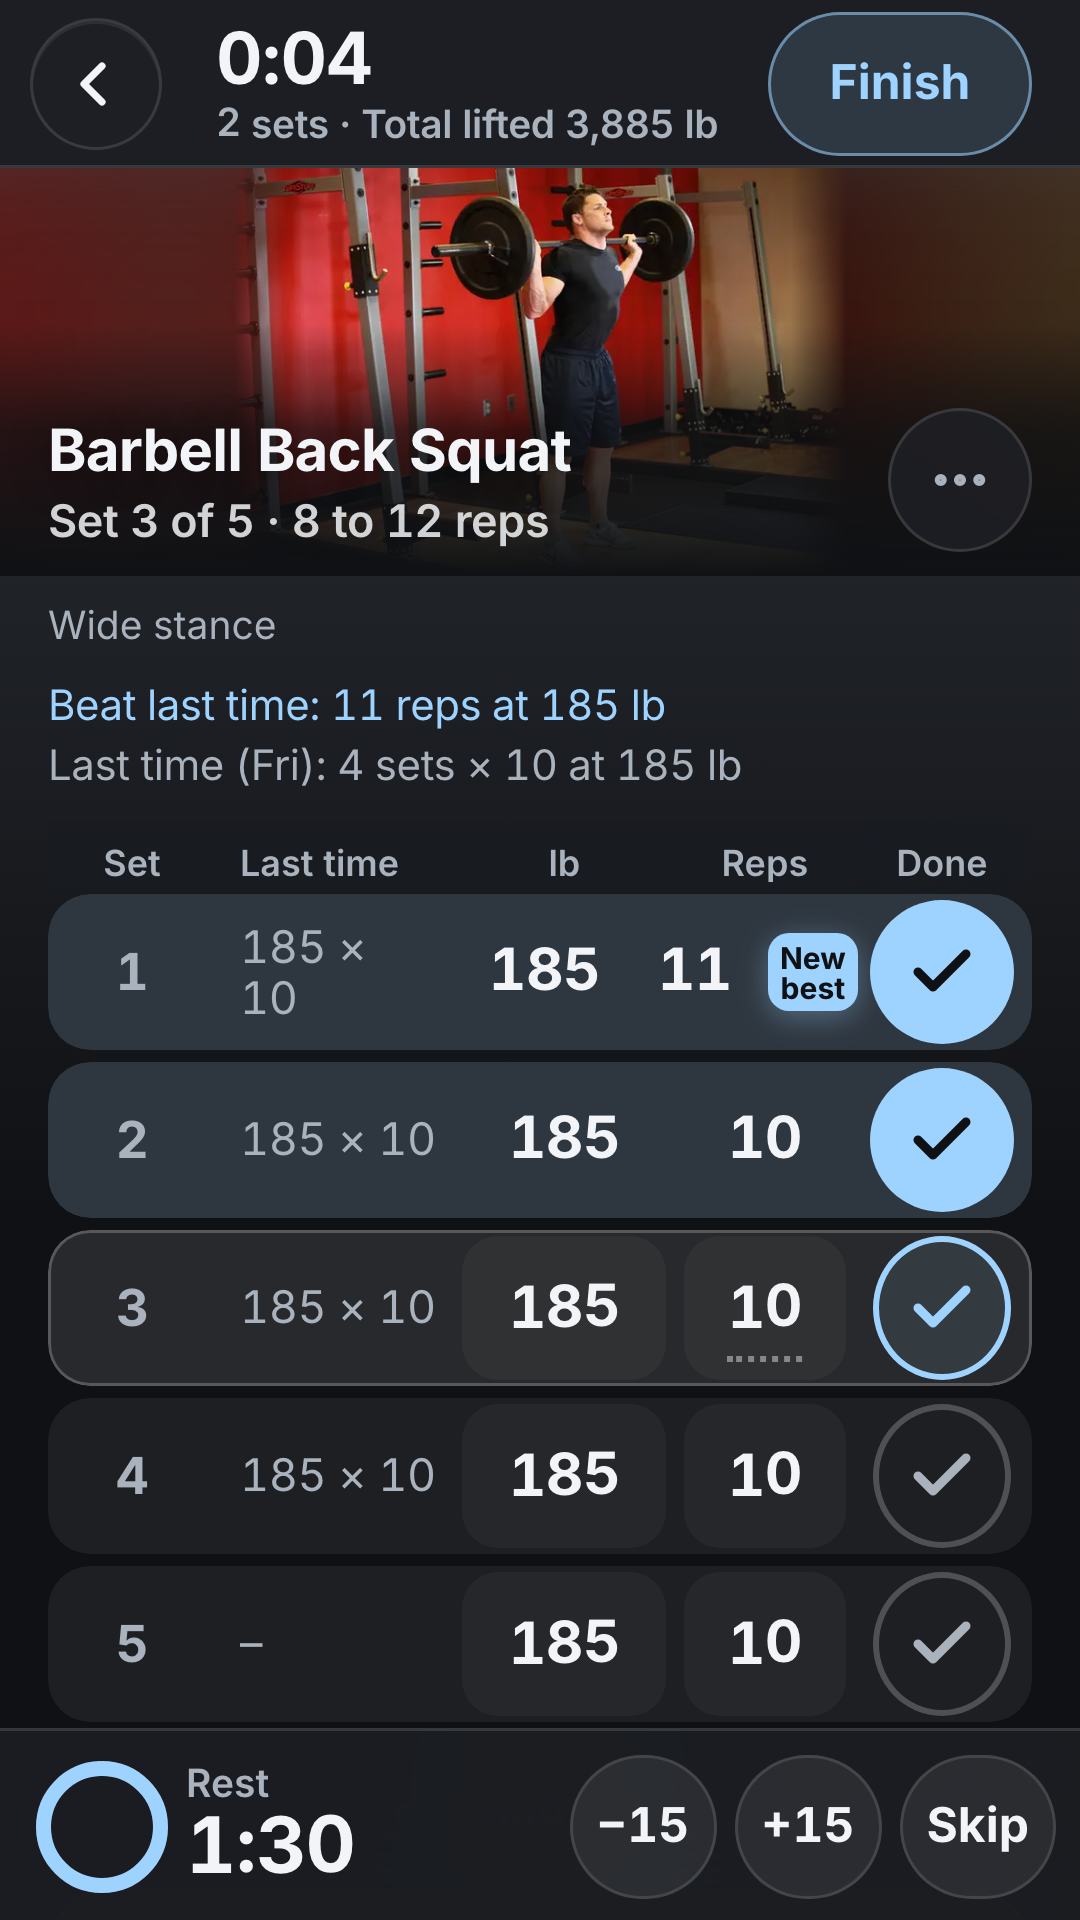 0:04
2 sets · Total lifted 3,885 lb
Finish
Barbell Back Squat
Set 3 of 5 · 8 to 12 reps
Wide stance
Beat last time: 11 reps at 185 lb
Last time (Fri): 4 sets × 10 at 185 lb
Set Last time lb Reps Done
1 185 × 10 185 11 New best
2 185 × 10 185 10
3 185 × 10 185 10
4 185 × 10 185 10
5 – 185 10
Rest
1:30
−15 +15 Skip